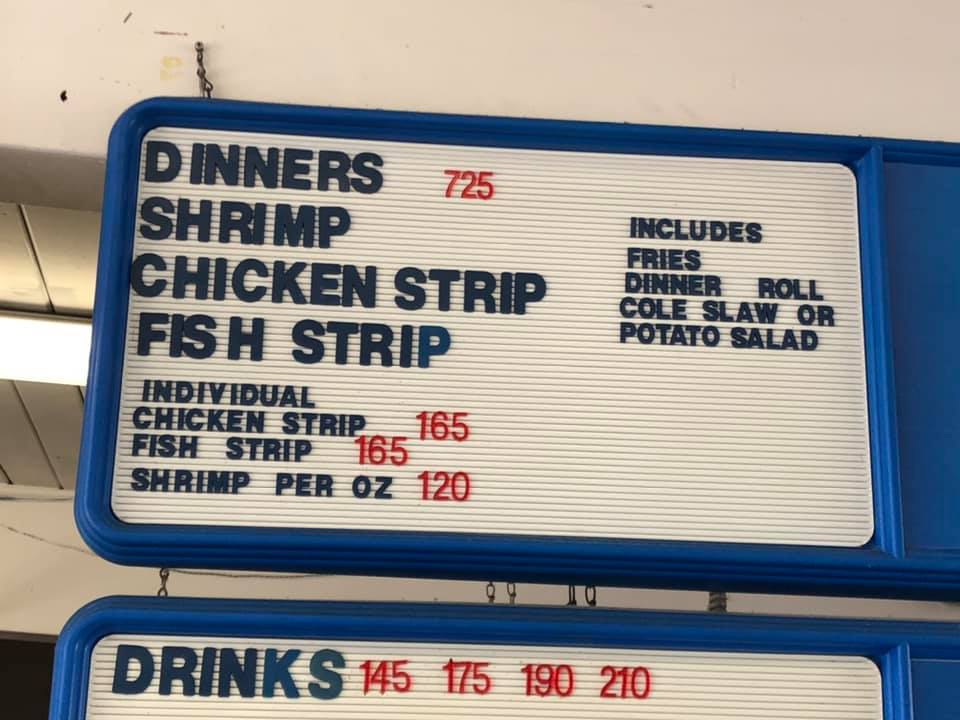 DINNERS 725
SHRIMP
CHICKEN STRIP
FISH STRIP
INCLUDES
FRIES
DINNER ROLL
COLE SLAW OR
POTATO SALAD
INDIVIDUAL
CHICKEN STRIP 165
FISH STRIP 165
SHRIMP PER OZ 120
DRINKS 145 175 190 210